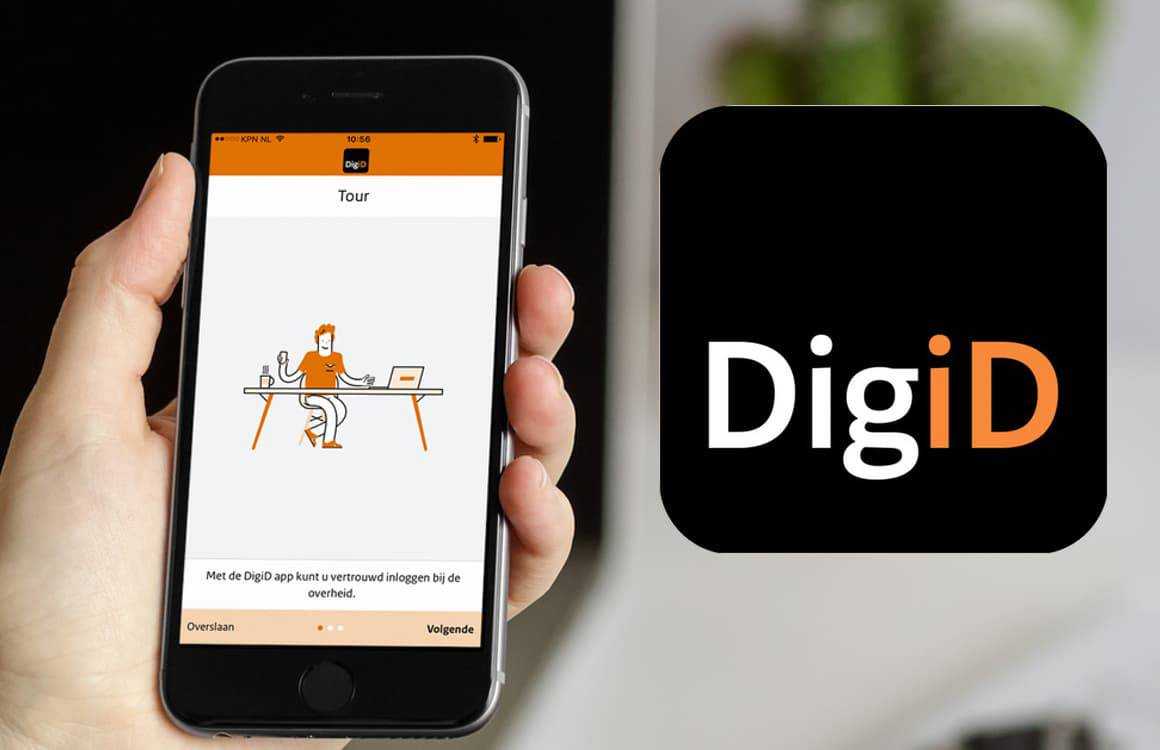 KPN NL 10:56
DigiD
Tour
Met de DigiD app kunt u vertrouwd inloggen bij de
overheid.
Overslaan Volgende
DigiD